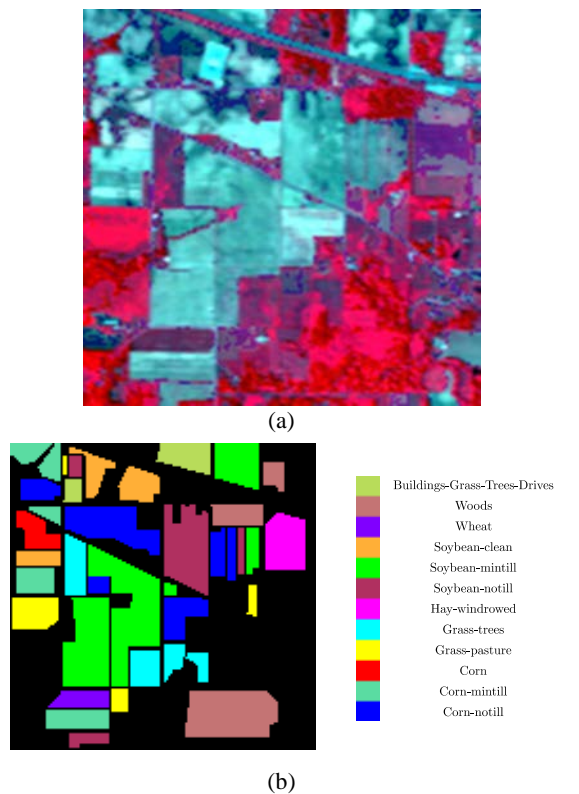 (a)
Buildings-Grass-Trees-Drives
Woods
Wheat
Soybean-clean
Soybean-mintill
Soybean-notill
Hay-windrowed
Grass-trees
Grass-pasture
Corn
Corn-mintill
Corn-notill
(b)